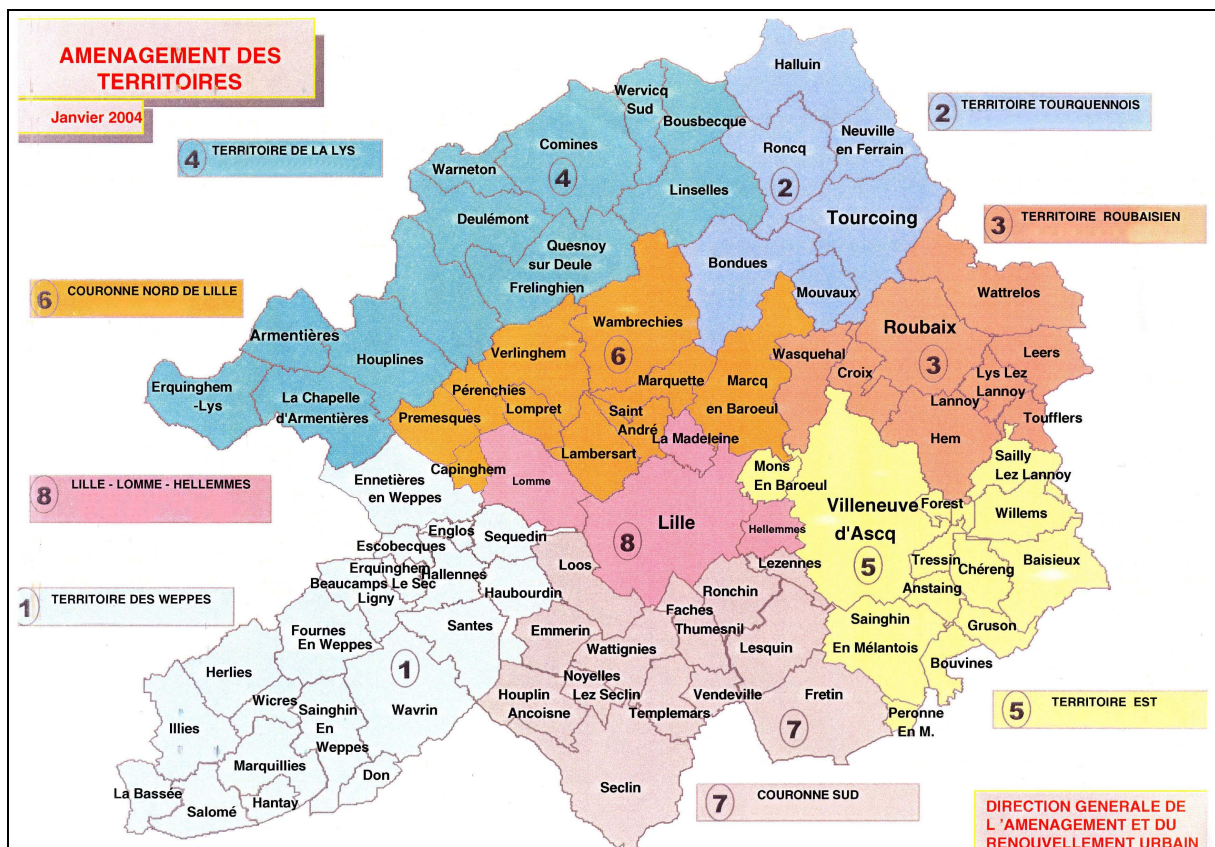 AMENAGEMENT DES
TERRITOIRES
Janvier 2004
4 TERRITOIRE DE LA LYS
2 TERRITOIRE TOURQUENNOIS
3 TERRITOIRE ROUBAISIEN
6 COURONNE NORD DE LILLE
8 LILLE - LOMME - HELLEMMES
1 TERRITOIRE DES WEPPES
5 TERRITOIRE EST
7 COURONNE SUD
Halluin
Wervicq
Sud
Bousbecque
Comines
4
Roncq
2
Neuville
en Ferrain
Warneton
Linselles
Deulémont
Tourcoing
Quesnoy
sur Deule
Frelinghien
Bondues
Mouvaux
Wattrelos
Armentières
Houplines
Wambrechies
6
Verlinghem
Roubaix
3
Wasquehal
Croix
Leers
Lys Lez
Lannoy
Lannoy
Toufflers
Hem
Erquinghem
-Lys
La Chapelle
d'Armentières
Pérenchies
Premesques
Lompret
Marquette
Marcq
en Baroeul
Saint
André
La Madeleine
Lambersart
Capinghem
Ennetières
en Weppes
Lomme
Mons
En Baroeul
Sailly
Lez Lannoy
Villeneuve
d'Ascq
5
Forest
Willems
Lille
8
Hellemmes
Englos
Sequedin
Escobecques
Loos
Lezennes
Tressin
Chéreng
Baisieux
Anstaing
Erquinghem
Le Sec
Hallennes
Beaucamps
Ligny
Haubourdin
Ronchin
Faches
Thumesnil
Santes
Emmerin
Wattignies
Lesquin
Sainghin
En Mélantois
Gruson
Bouvines
Fournes
En Weppes
Herlies
1
Wicres
Sainghin
En
Weppes
Wavrin
Noyelles
Lez Seclin
Houplin
Ancoisne
Vendeville
Templemars
Fretin
7
Peronne
En M.
Illies
Marquillies
Don
La Bassée
Salomé
Hantay
Seclin
DIRECTION GENERALE DE
L 'AMENAGEMENT ET DU
RENOUVELLEMENT URBAIN